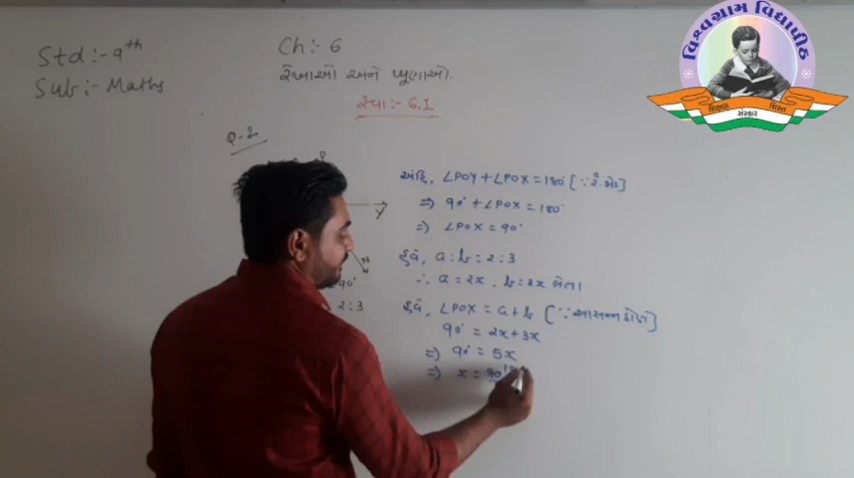 વિશ્વગ્રામ વિદ્યાપીઠ
શિક્ષણ સંસ્કાર શિસ્ત
Std :- 9th
Sub :- Maths
Ch :- 6
રેખાઓ અને ખૂણાઓ.
સ્વા :- 6.1
Q-2
Y
90°
2:3
અહિં, ∠POY + ∠POX = 180° [∵ રૈ. જોડ]
⇒ 90° + ∠POX = 180°
⇒ ∠POX = 90°
હવે, a : b = 2 : 3
∴ a = 2x, b = 3x લેતા
હવે, ∠POX = a + b [∵ આસન્નકોણ]
90° = 2x + 3x
⇒ 90° = 5x
⇒ x = 90